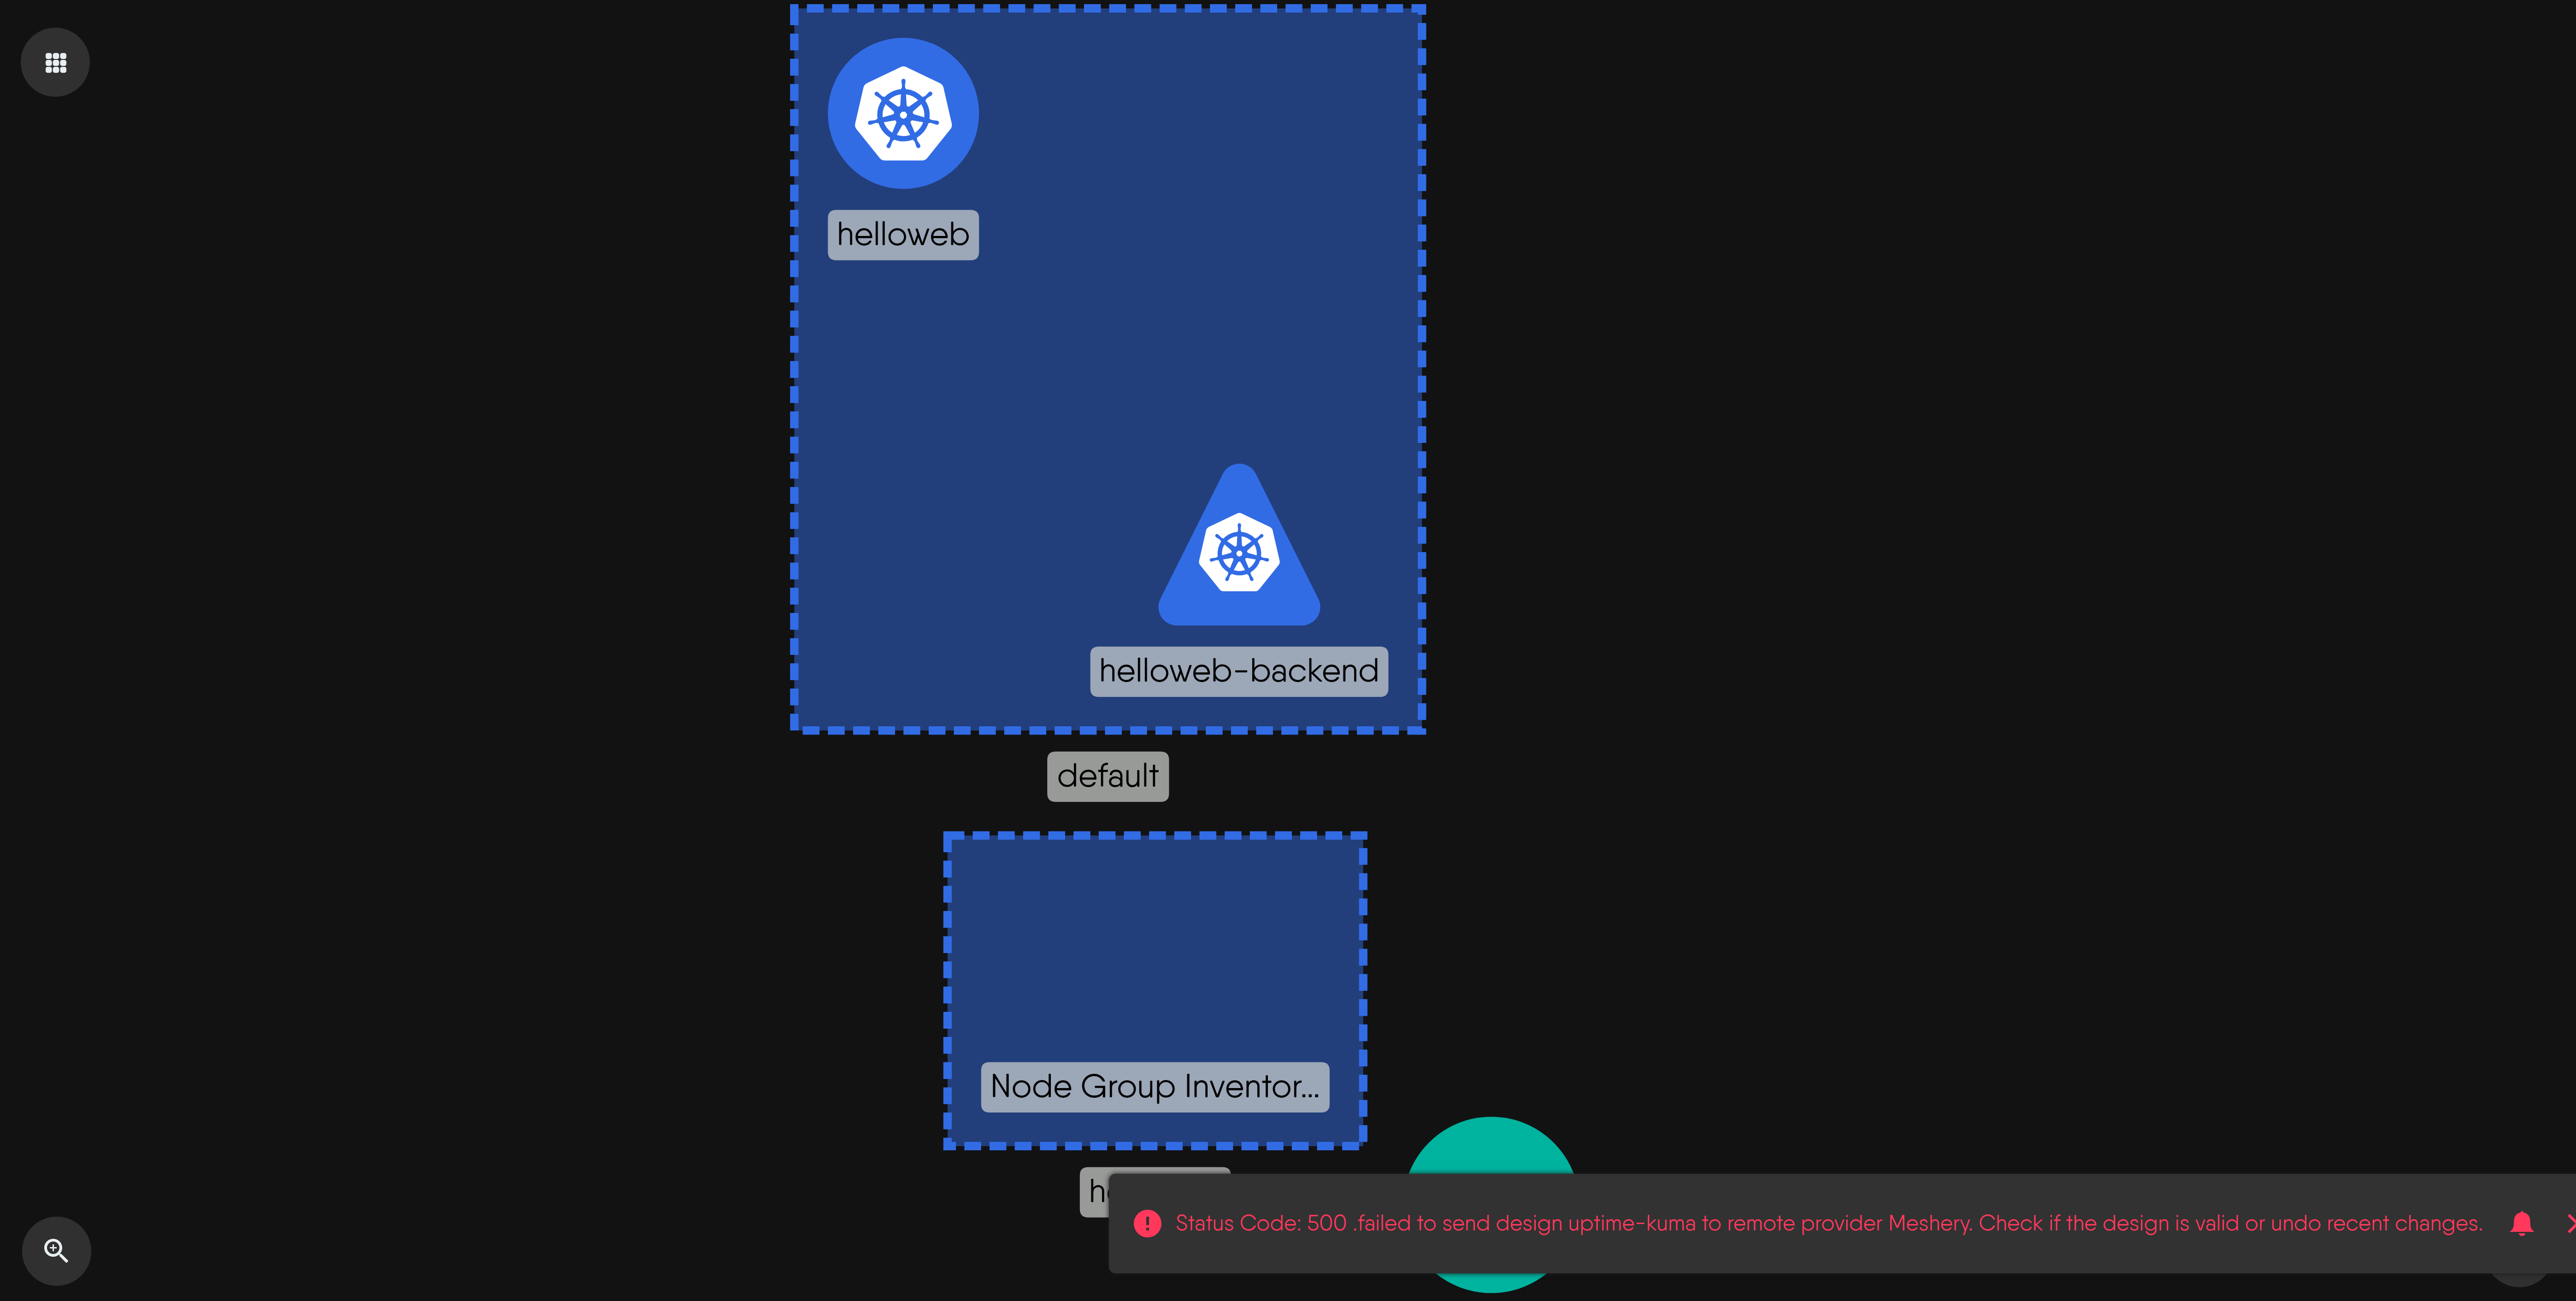 helloweb
helloweb-backend
default
Node Group Inventor...
Status Code: 500 .failed to send design uptime-kuma to remote provider Meshery. Check if the design is valid or undo recent changes.